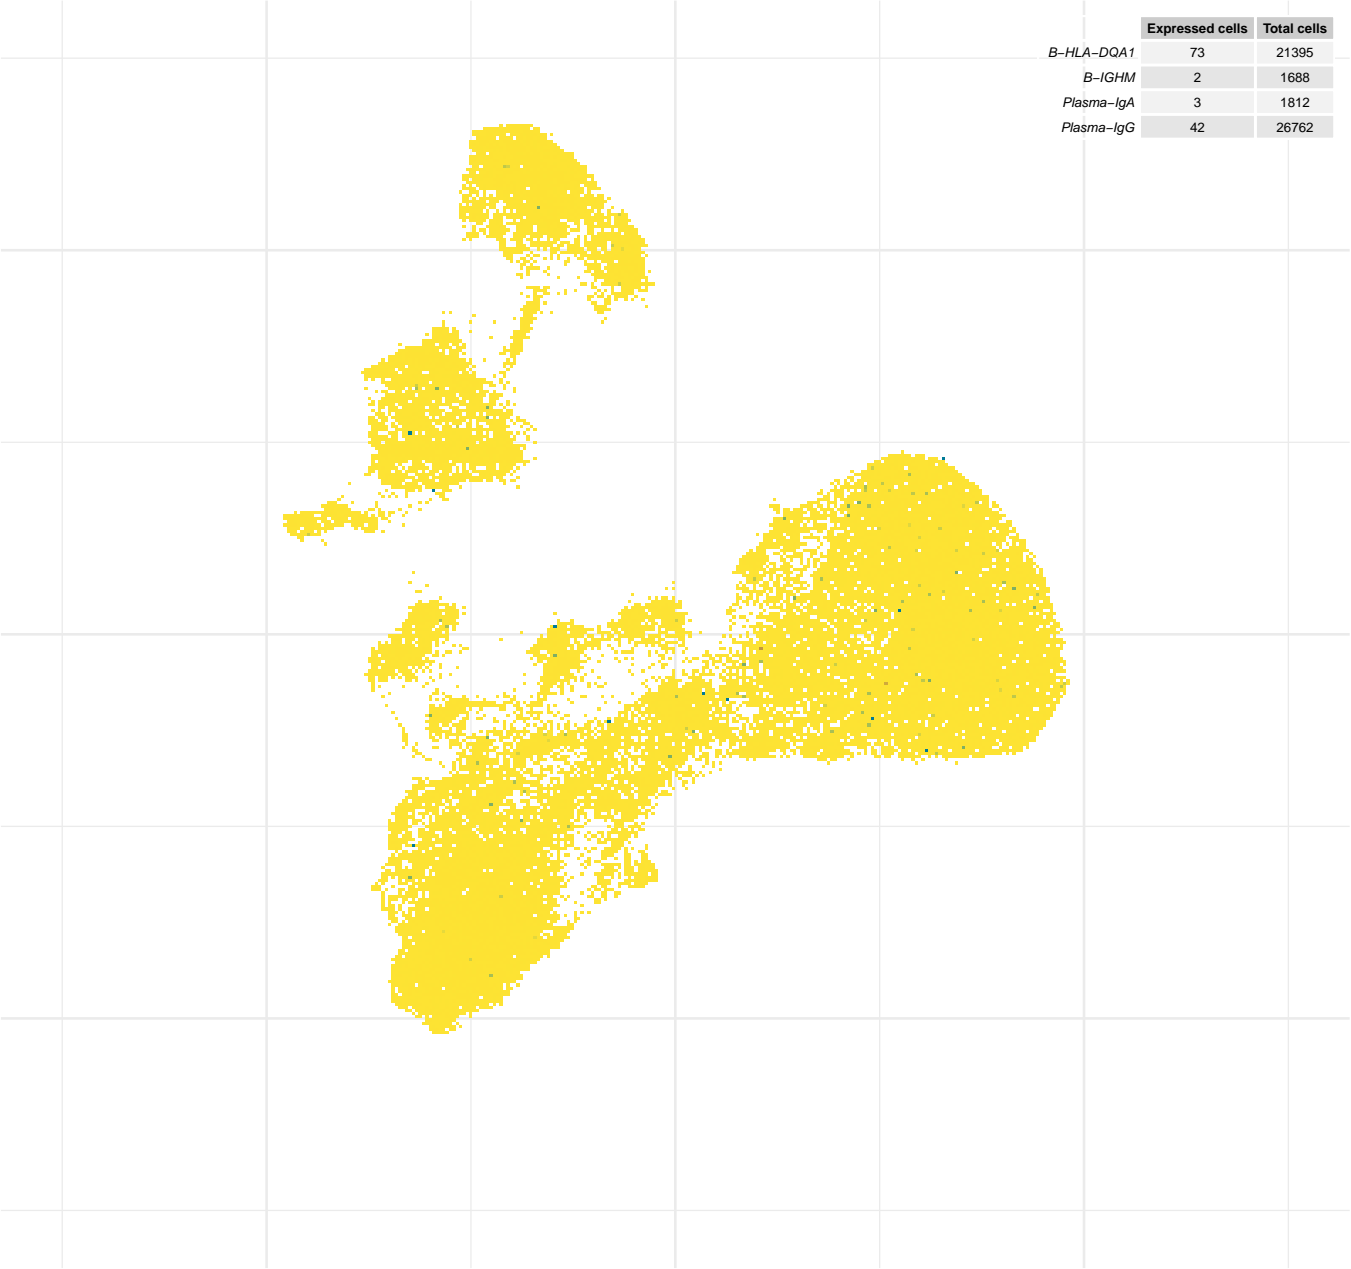 Expressed cells Total cells
B−HLA−DQA1 73 21395
B−IGHM 2 1688
Plasma−IgA 3 1812
Plasma−IgG 42 26762